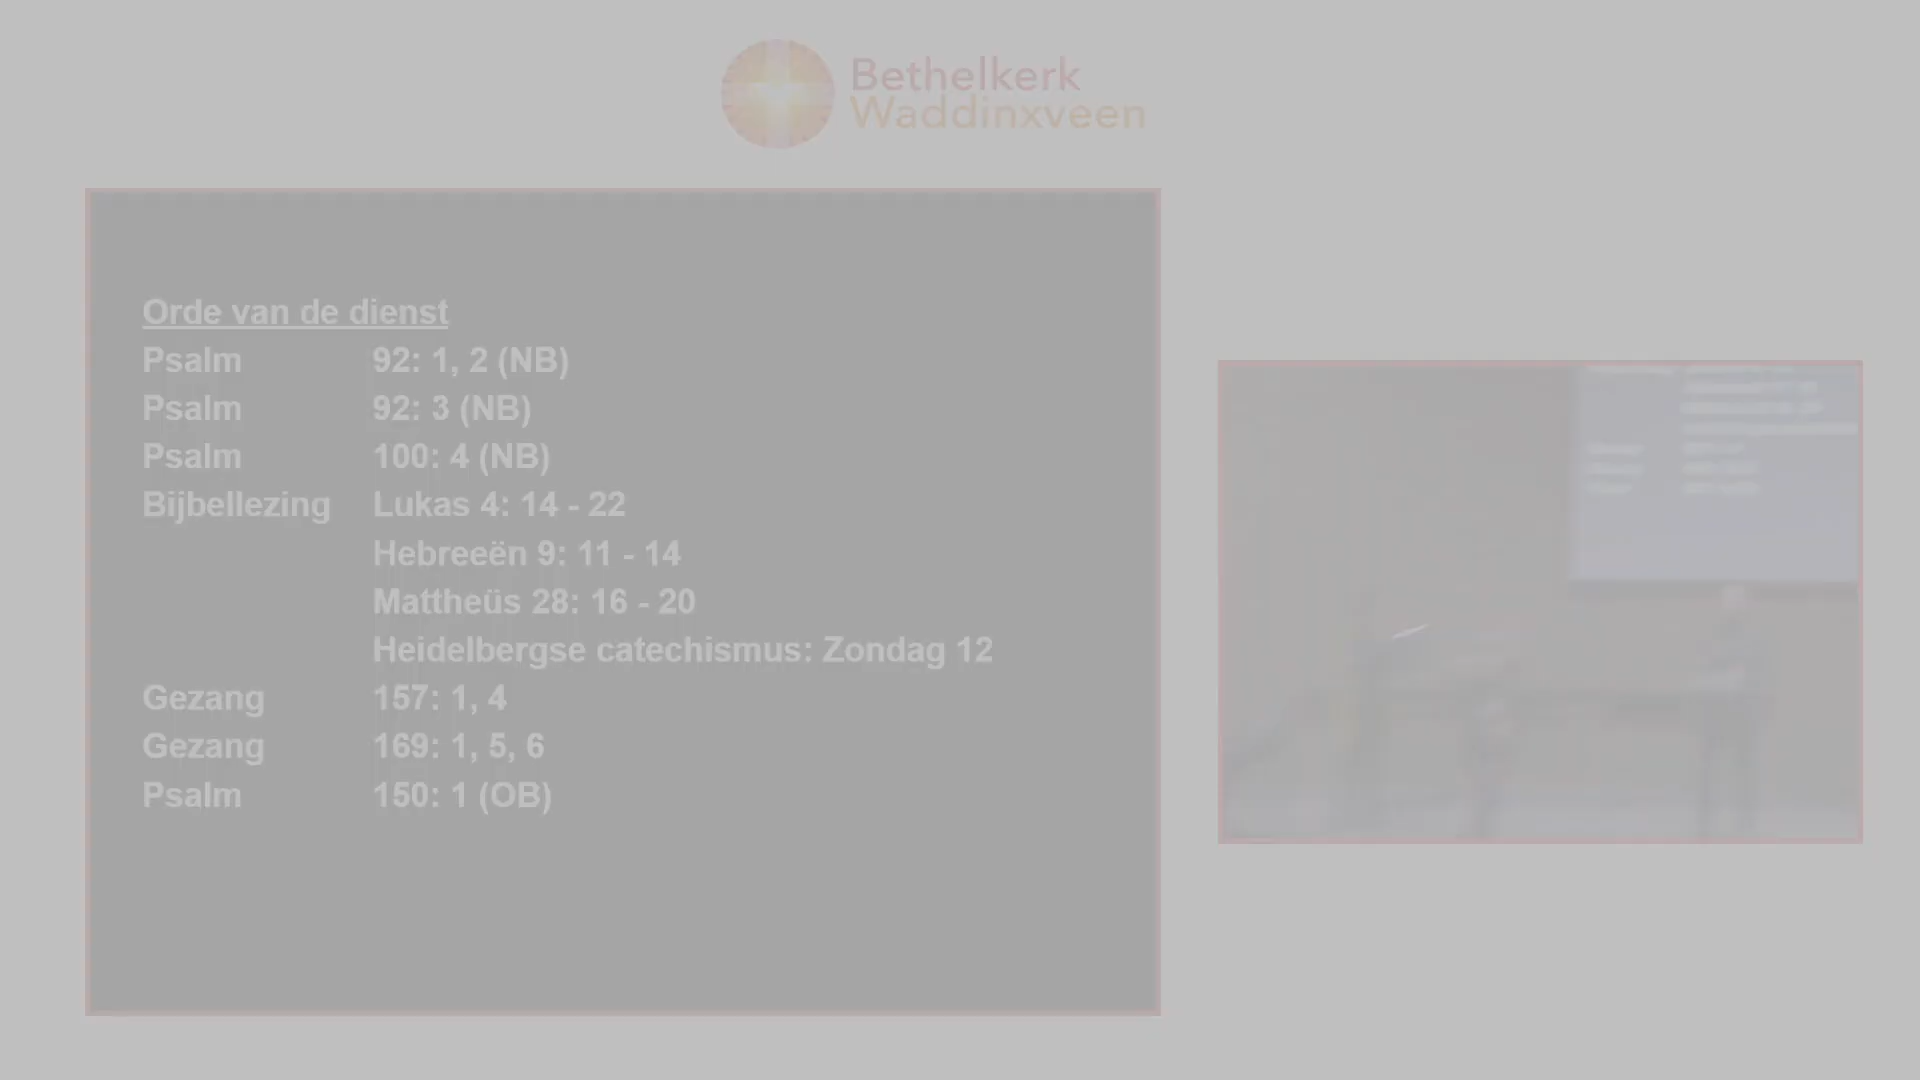 Bethelkerk
Waddinxveen
Orde van de dienst
Psalm 92: 1, 2 (NB)
Psalm 92: 3 (NB)
Psalm 100: 4 (NB)
Bijbellezing Lukas 4: 14 - 22
Hebreeën 9: 11 - 14
Mattheüs 28: 16 - 20
Heidelbergse catechismus: Zondag 12
Gezang 157: 1, 4
Gezang 169: 1, 5, 6
Psalm 150: 1 (OB)